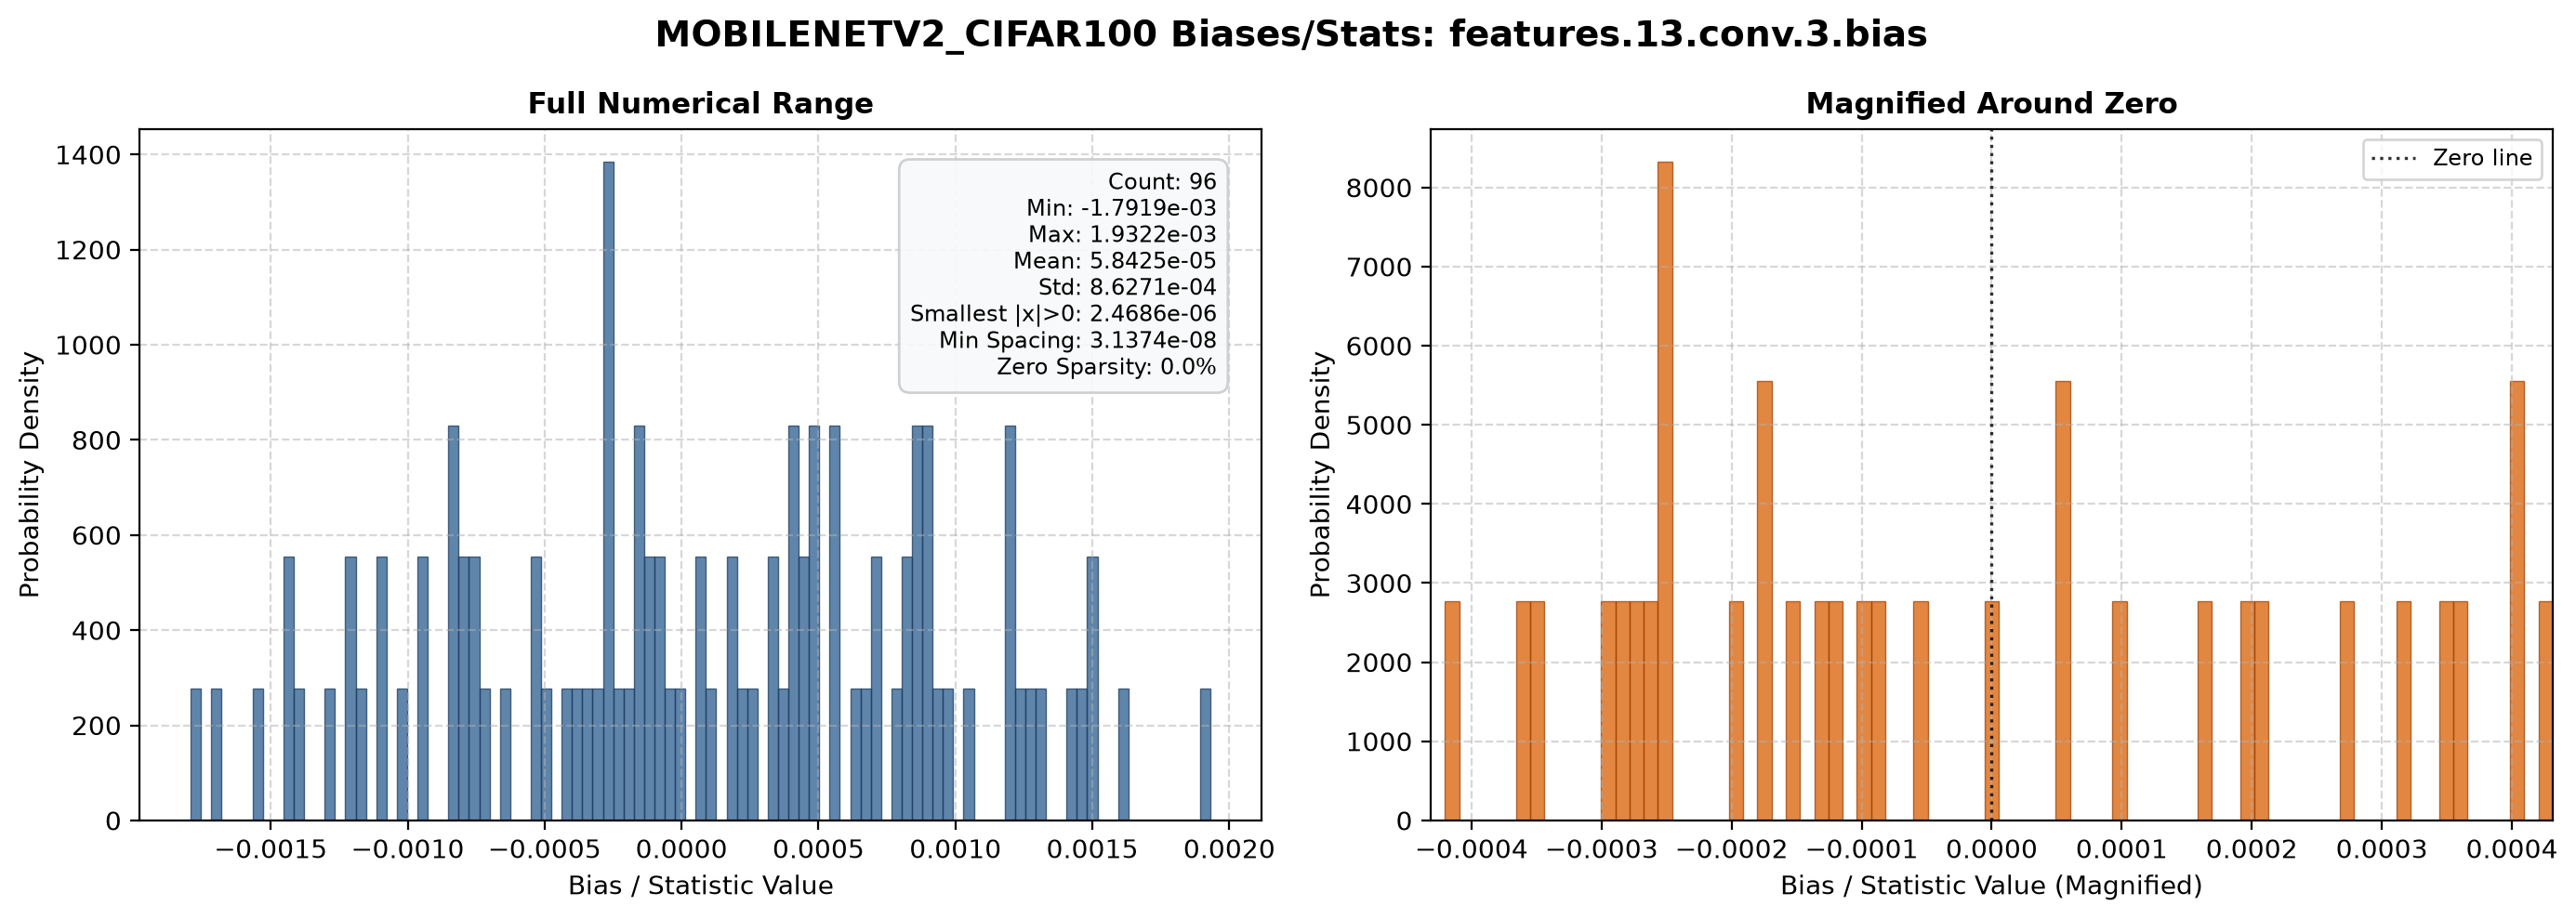 MOBILENETV2_CIFAR100 Biases/Stats: features.13.conv.3.bias
Full Numerical Range
Probability Density
1400
1200
1000
800
600
400
200
0
Count: 96
Min: -1.7919e-03
Max: 1.9322e-03
Mean: 5.8425e-05
Std: 8.6271e-04
Smallest |x|>0: 2.4686e-06
Min Spacing: 3.1374e-08
Zero Sparsity: 0.0%
−0.0015 −0.0010 −0.0005 0.0000 0.0005 0.0010 0.0015 0.0020
Bias / Statistic Value
Magnified Around Zero
Probability Density
8000
7000
6000
5000
4000
3000
2000
1000
0
Zero line
−0.0004 −0.0003 −0.0002 −0.0001 0.0000 0.0001 0.0002 0.0003 0.0004
Bias / Statistic Value (Magnified)